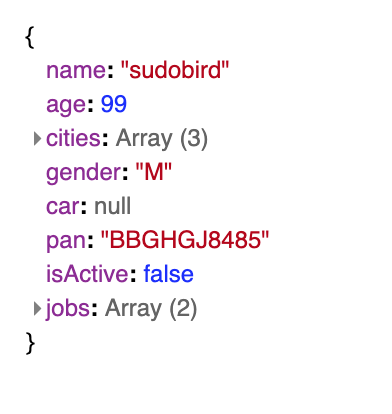 {
name: "sudobird"
age: 99
cities: Array (3)
gender: "M"
car: null
pan: "BBGHGJ8485"
isActive: false
jobs: Array (2)
}